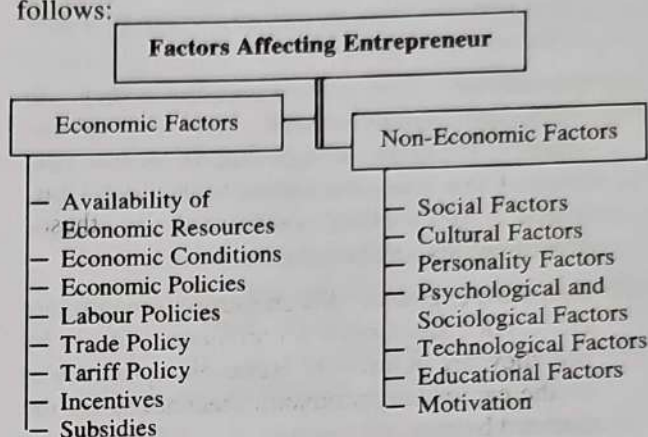 follows:
Factors Affecting Entrepreneur
Economic Factors
Availability of
Economic Resources
Economic Conditions
Economic Policies
Labour Policies
Trade Policy
Tariff Policy
Incentives
Subsidies
Non-Economic Factors
Social Factors
Cultural Factors
Personality Factors
Psychological and
Sociological Factors
Technological Factors
Educational Factors
Motivation